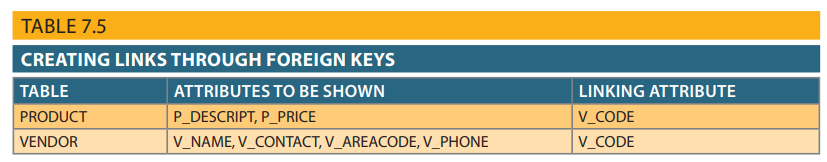 TABLE 7.5
CREATING LINKS THROUGH FOREIGN KEYS
TABLE ATTRIBUTES TO BE SHOWN LINKING ATTRIBUTE
PRODUCT P_DESCRIPT, P_PRICE V_CODE
VENDOR V_NAME, V_CONTACT, V_AREACODE, V_PHONE V_CODE